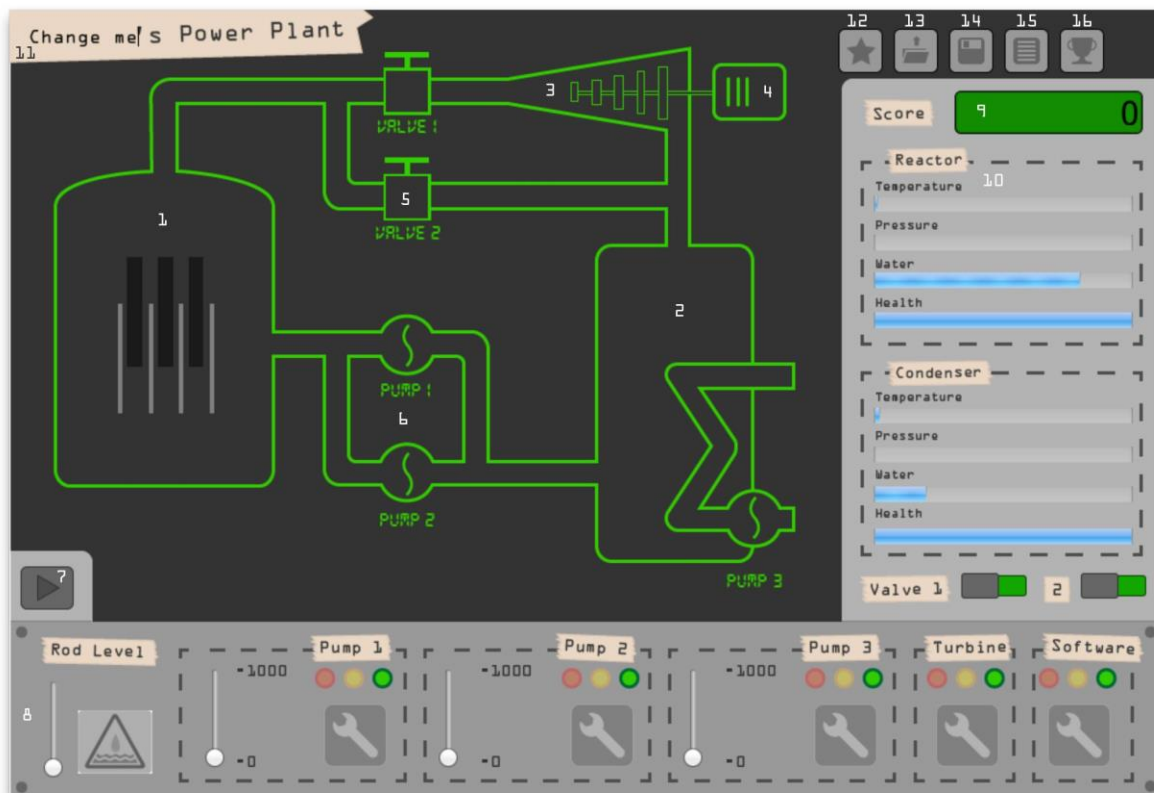 12 13 14 15 16
Change me's Power Plant
11
3
4
9
Score 0
VALVE 1
Reactor
10
Temperature
5
1
Pressure
VALVE 2
Water
Health
2
Condenser
Temperature
PUMP 1
6
Pressure
Water
Health
PUMP 2
7
PUMP 3
Valve 1 2
Rod Level
Pump 1
Pump 2
Pump 3
Turbine
Software
-1000
-1000
-1000
8
-0
-0
-0